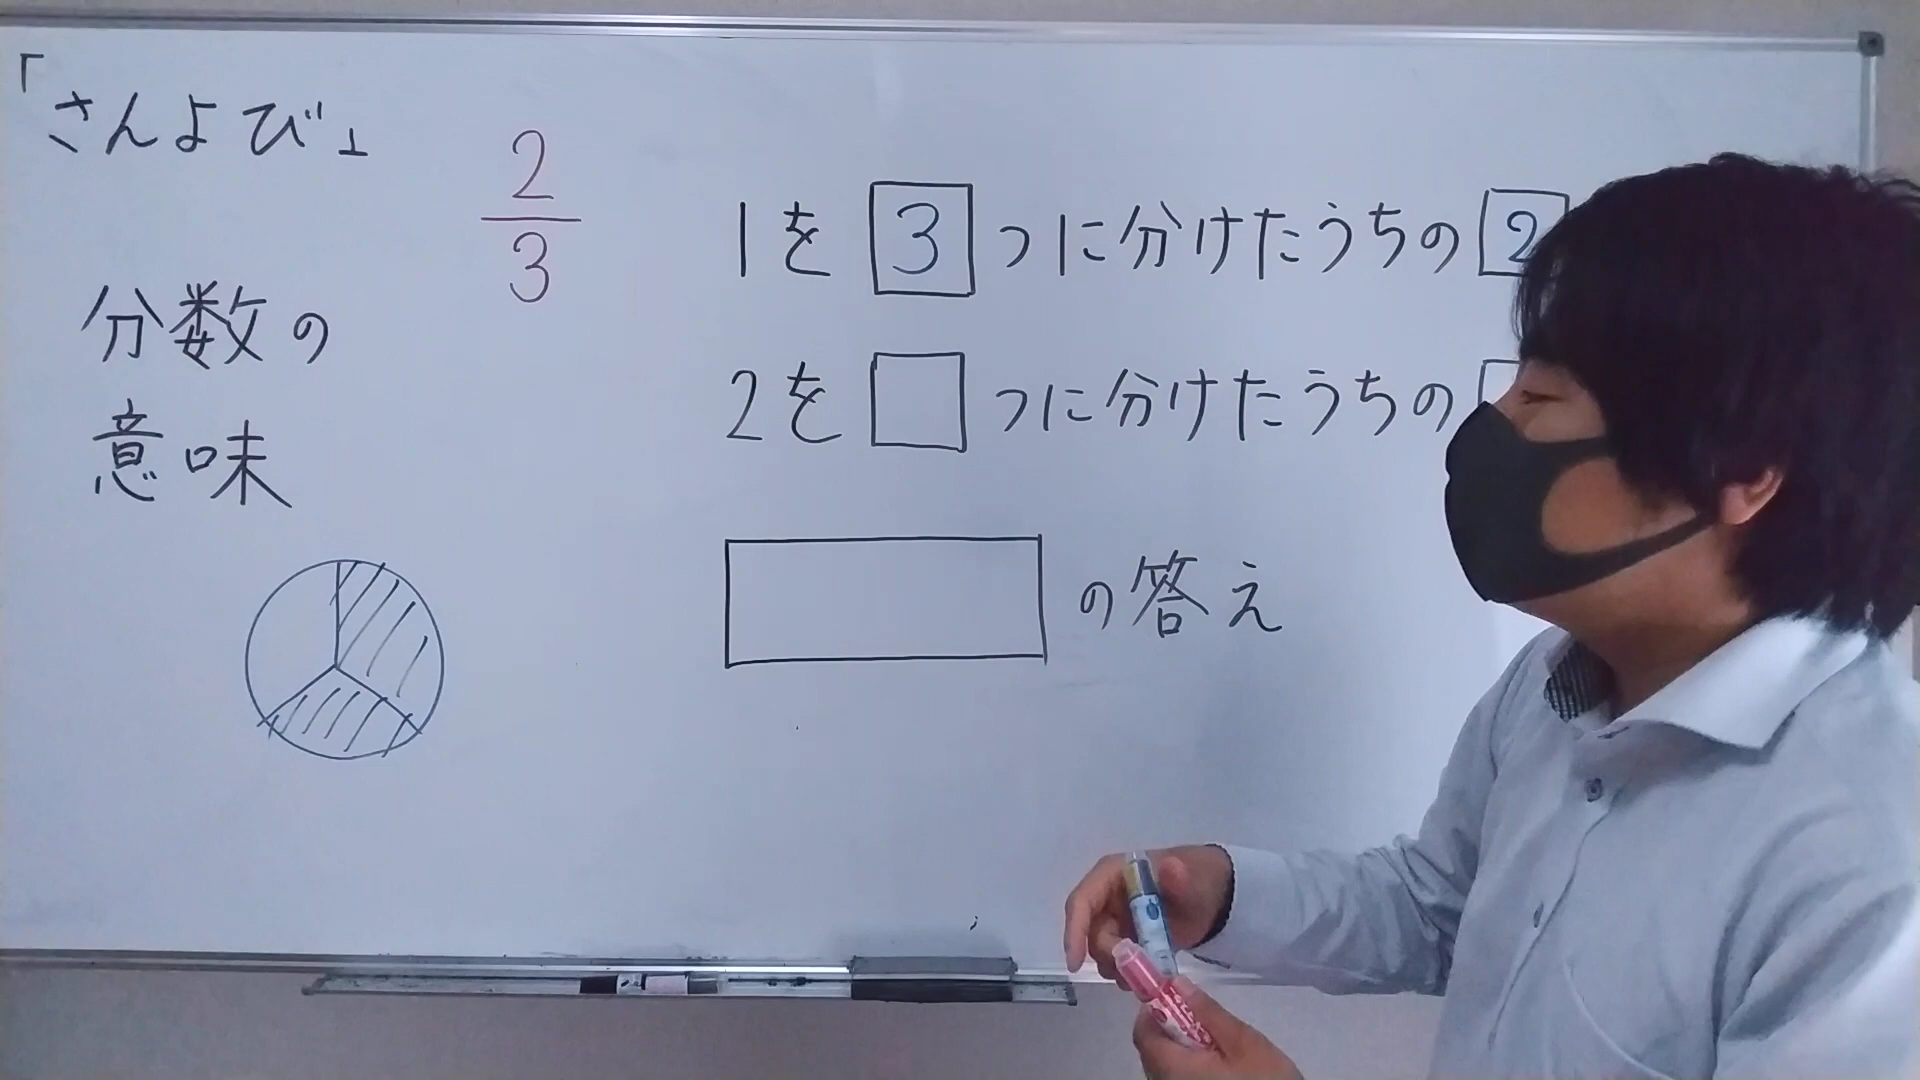 「さんよび」
分数の
意味
2
3
1を 3 つに分けたうちの 2
2を つに分けたうちの
の答え